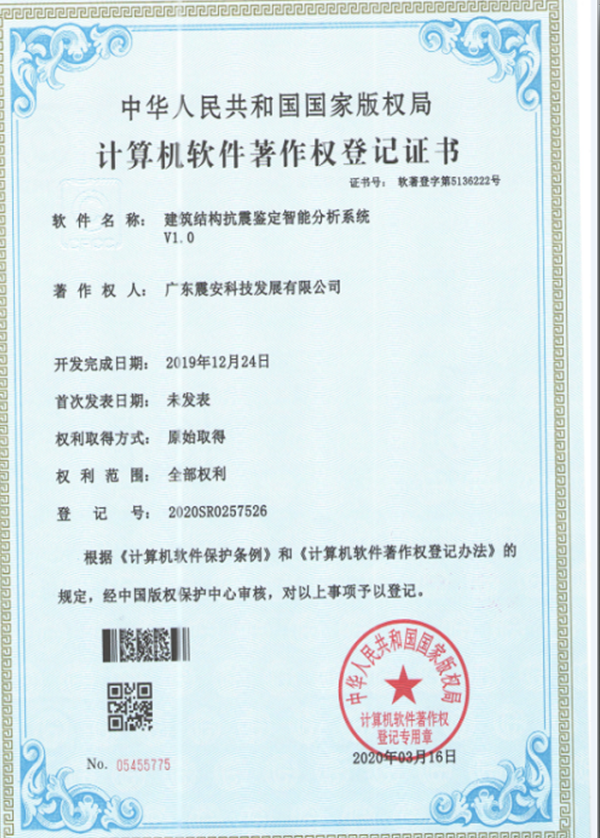 中华人民共和国国家版权局
计算机软件著作权登记证书
证书号： 软著登字第5136222号
软件名称： 建筑结构抗震鉴定智能分析系统
V1.0
著作权人： 广东震安科技发展有限公司
开发完成日期： 2019年12月24日
首次发表日期： 未发表
权利取得方式： 原始取得
权利范围： 全部权利
登记号： 2020SR0257526
根据《计算机软件保护条例》和《计算机软件著作权登记办法》的
规定，经中国版权保护中心审核，对以上事项予以登记。
中华人民共和国国家版权局
计算机软件著作权
登记专用章
No. 05455775
2020年03月16日